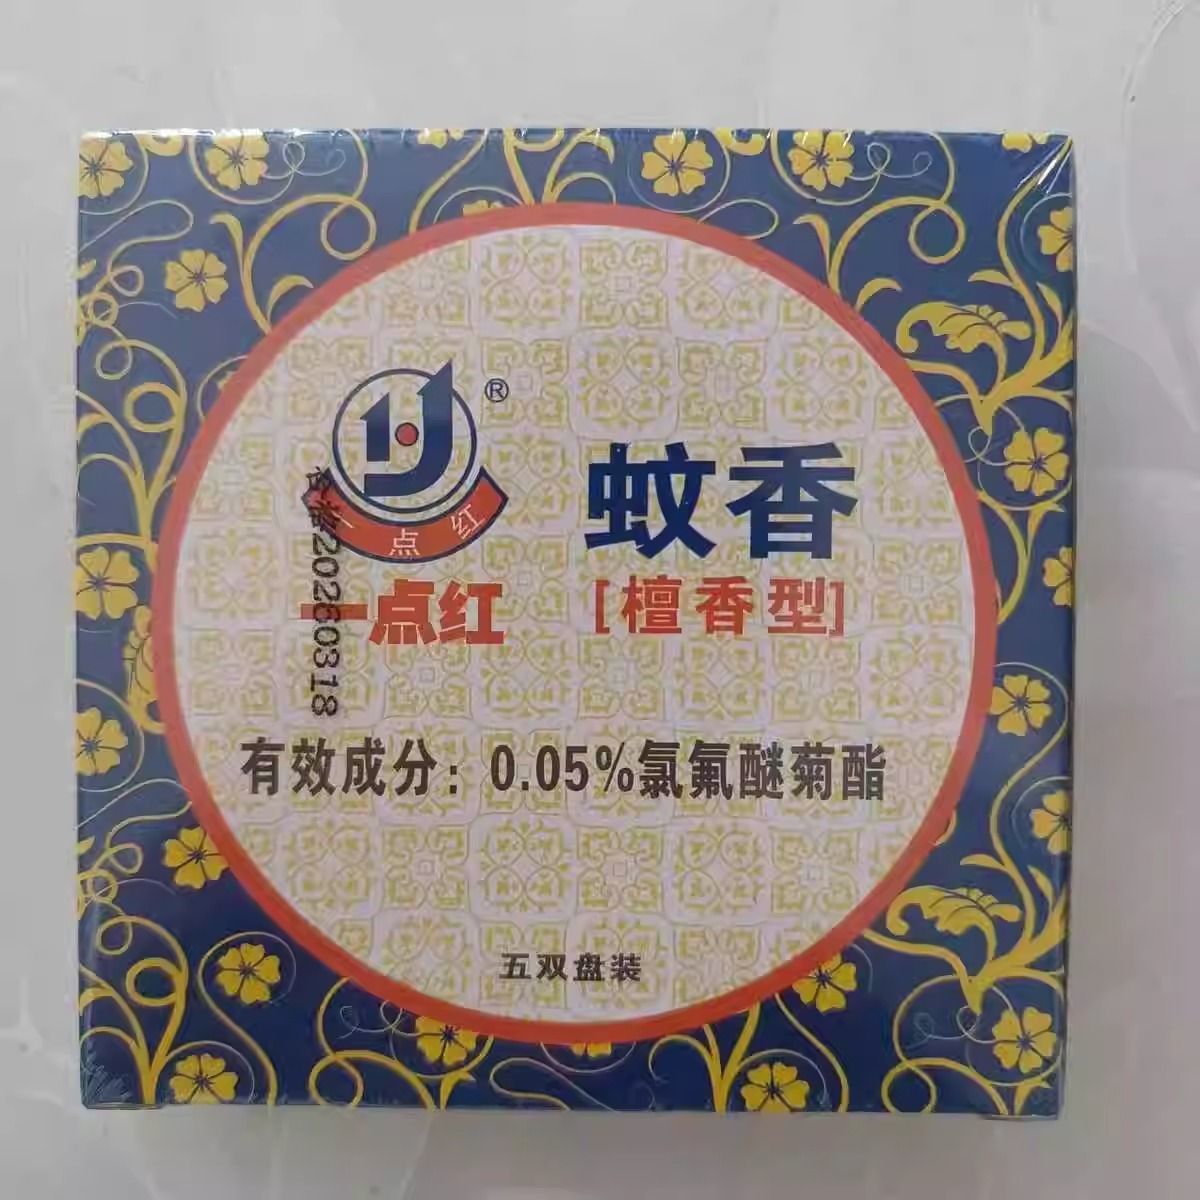 ®
一点红
蚊香
一点红
[檀香型]
合格20260318
有效成分：0.05%氯氟醚菊酯
五双盘装